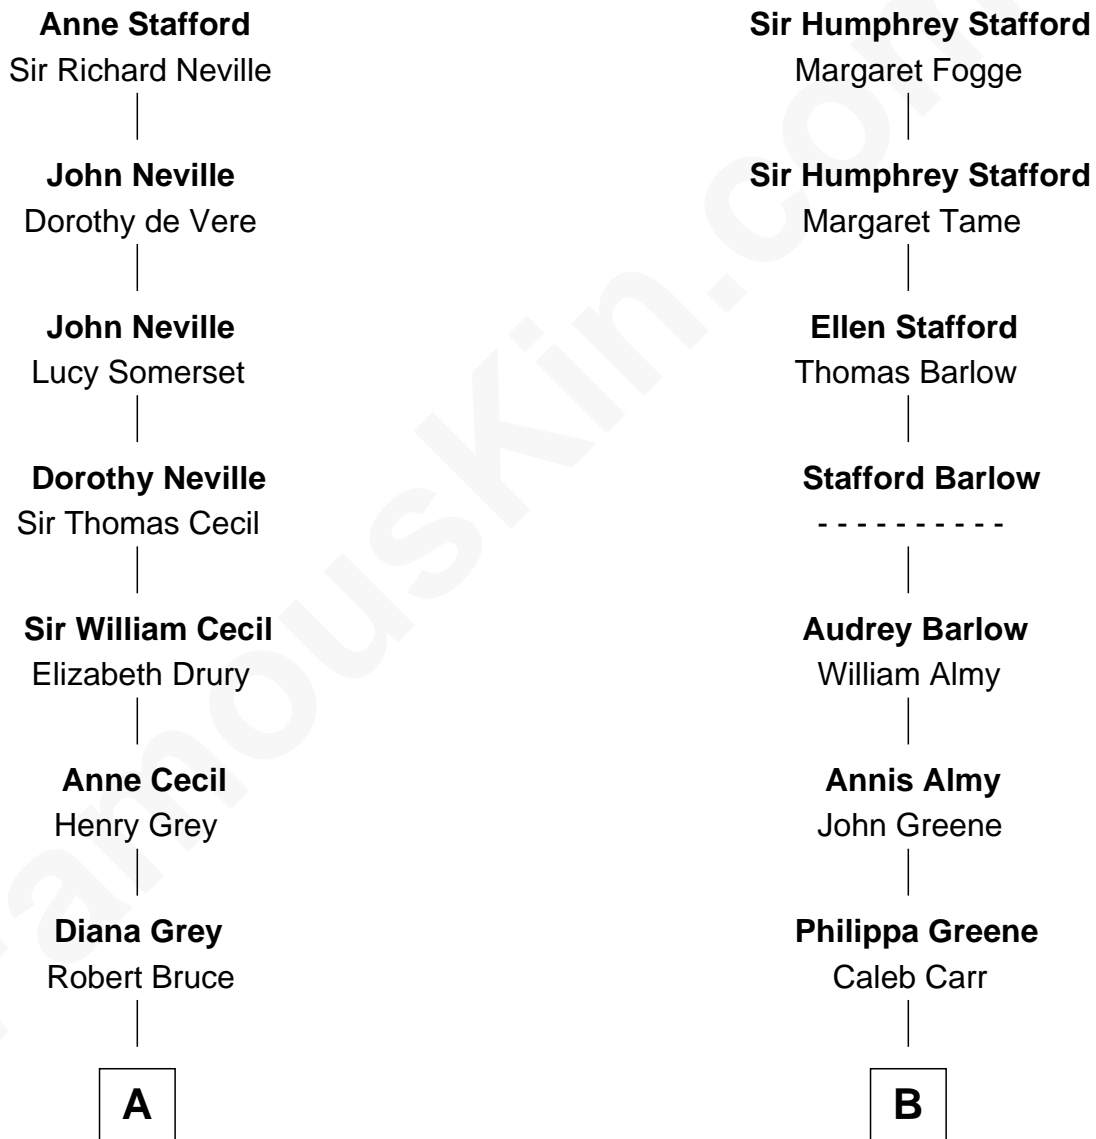 Anne Stafford
Sir Richard Neville
John Neville
Dorothy de Vere
John Neville
Lucy Somerset
Dorothy Neville
Sir Thomas Cecil
Sir William Cecil
Elizabeth Drury
Anne Cecil
Henry Grey
Diana Grey
Robert Bruce
A
Sir Humphrey Stafford
Margaret Fogge
Sir Humphrey Stafford
Margaret Tame
Ellen Stafford
Thomas Barlow
Stafford Barlow
- - - - - - - - - -
Audrey Barlow
William Almy
Annis Almy
John Greene
Philippa Greene
Caleb Carr
B
FamousKin.com